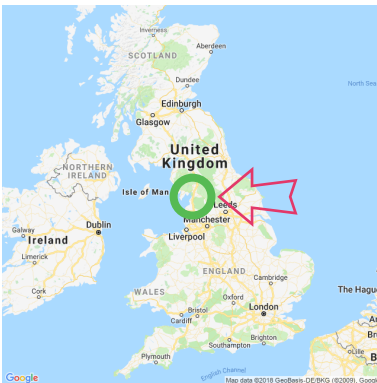 Inverness
Aberdeen
SCOTLAND
Dundee
North Sea
Edinburgh
Glasgow
United
Kingdom
NORTHERN
IRELAND
Isle of Man
Leeds
Manchester
Dublin
Galway
Ireland
Liverpool
Limerick
ENGLAND
Cambridge
Cork
WALES
The Hague
Oxford
London
Bristol
Cardiff
Brighton
Southampton
Plymouth
Lille
English Channel
Google
Map data ©2018 GeoBasis-DE/BKG (©2009), Google